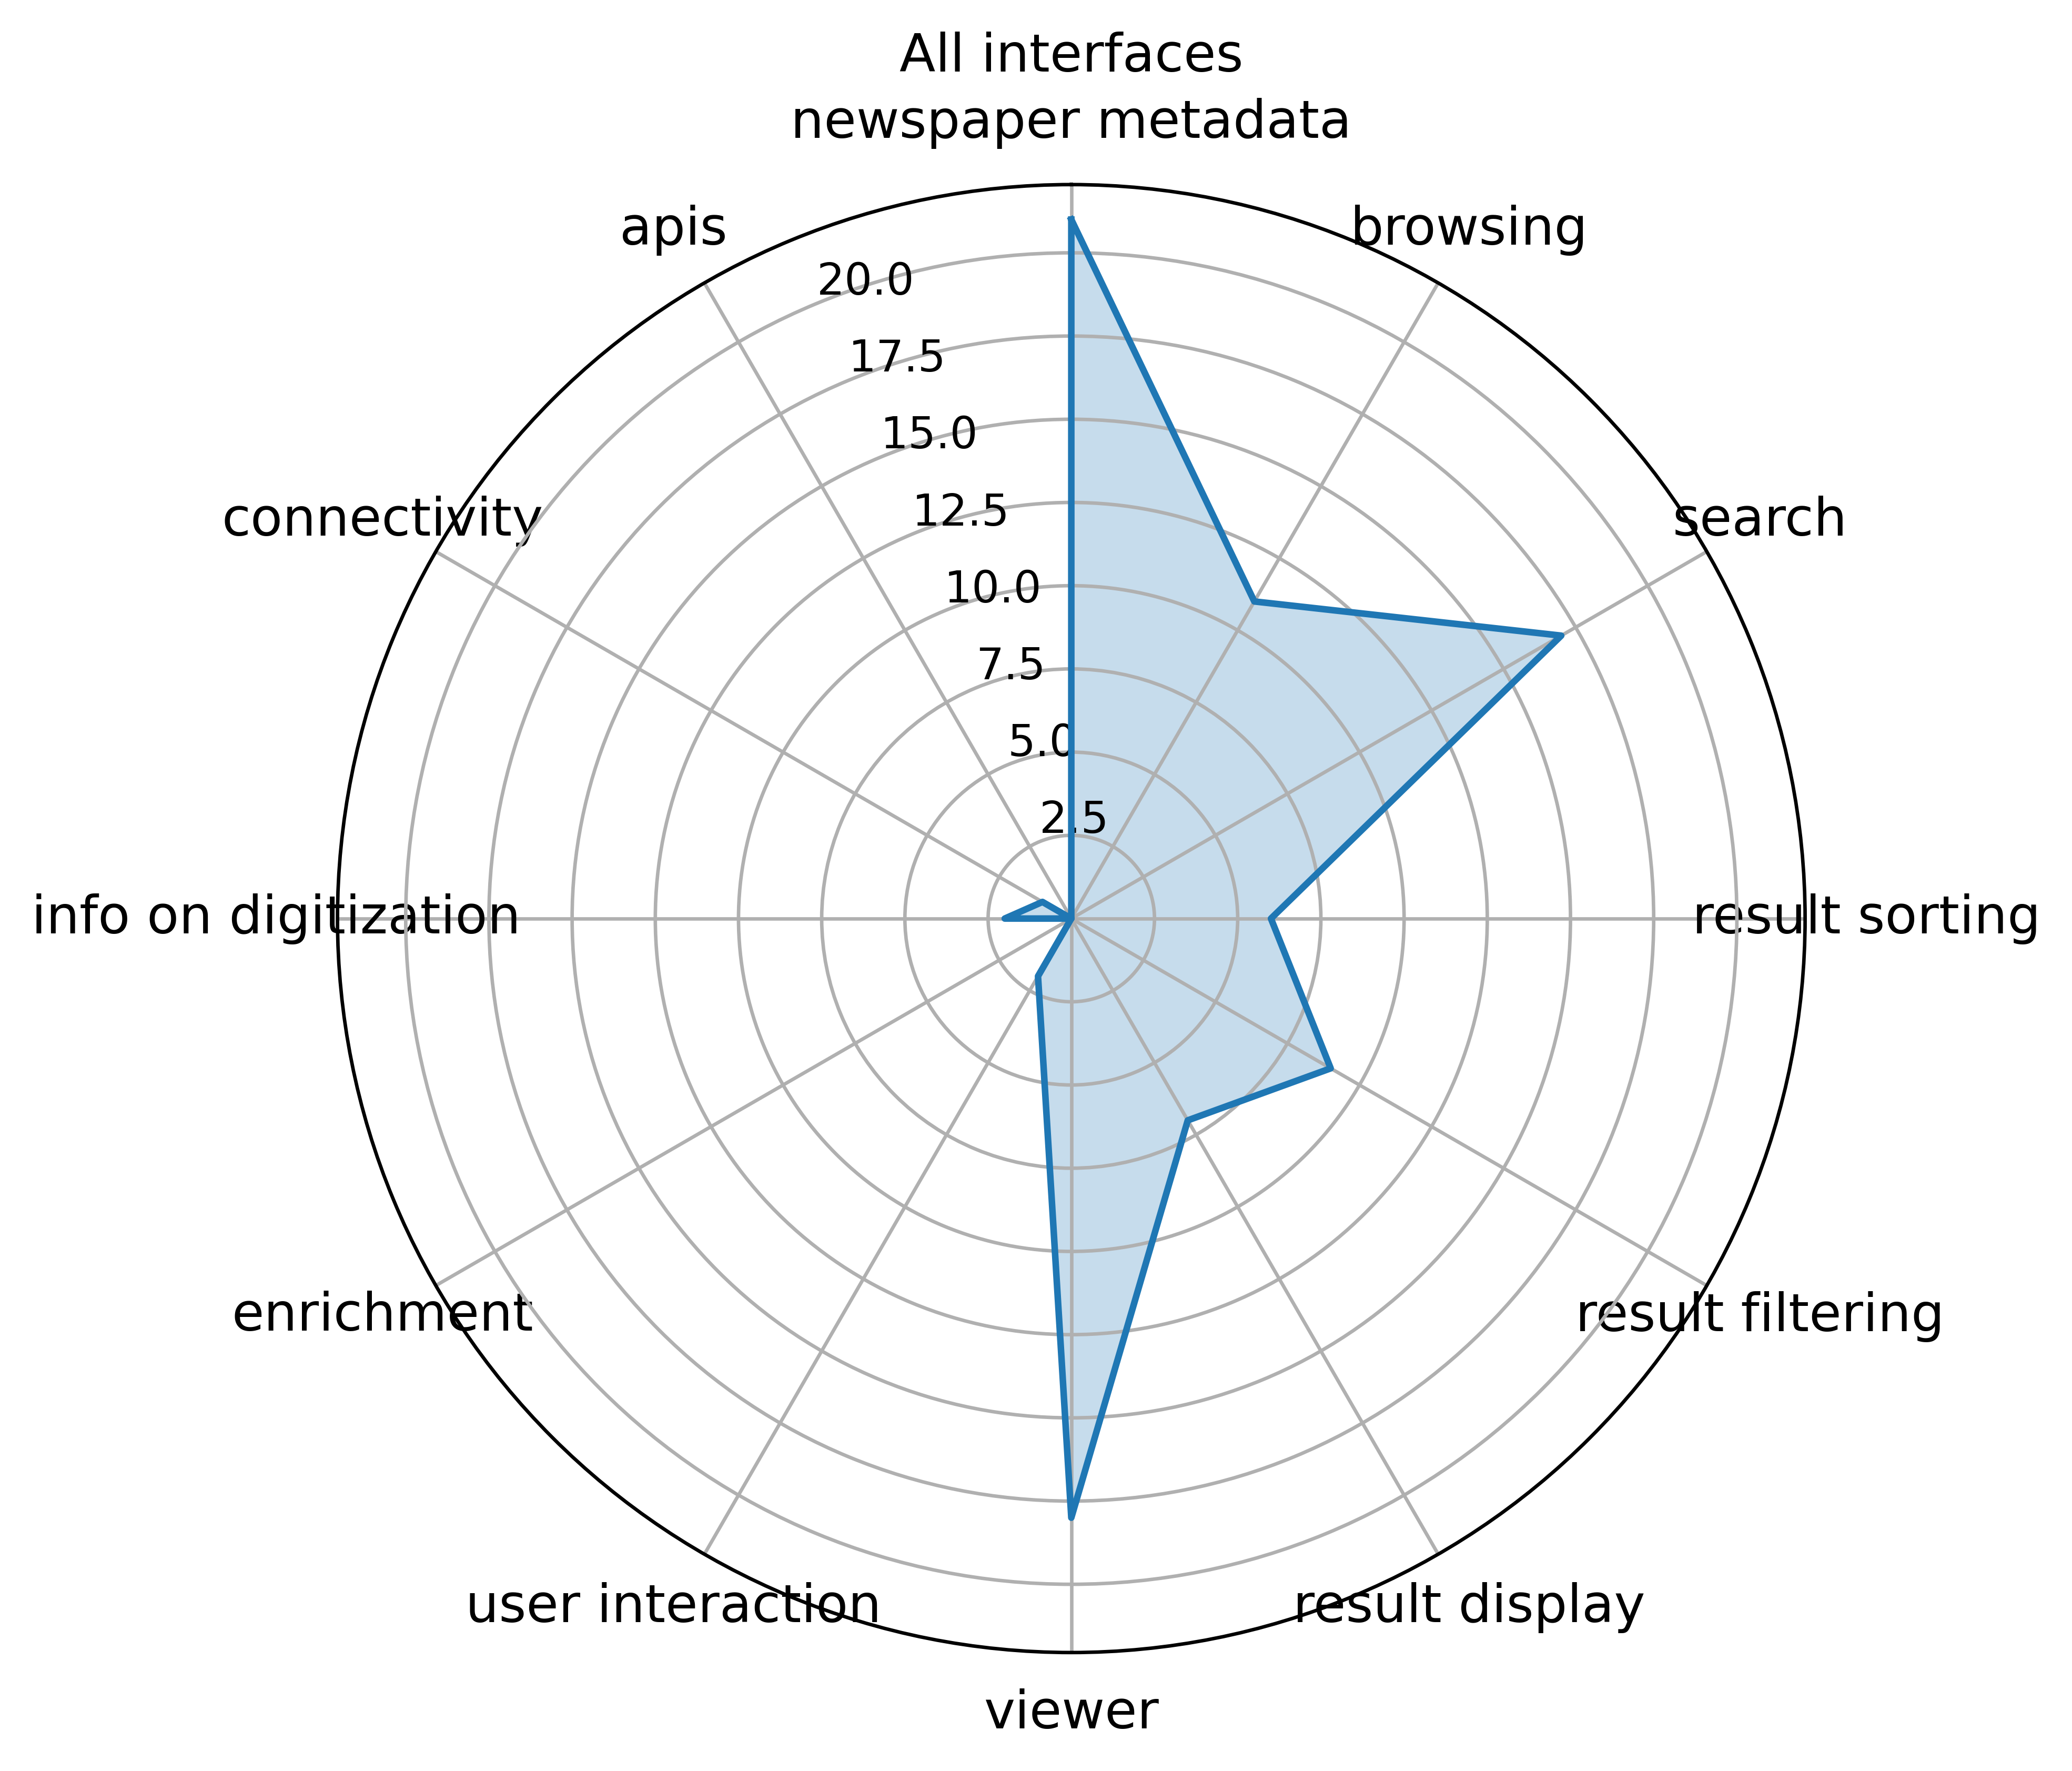 All interfaces
newspaper metadata
apis
browsing
20.0
17.5
15.0
connectivity
12.5
search
10.0
7.5
5.0
2.5
info on digitization
result sorting
enrichment
result filtering
user interaction
result display
viewer